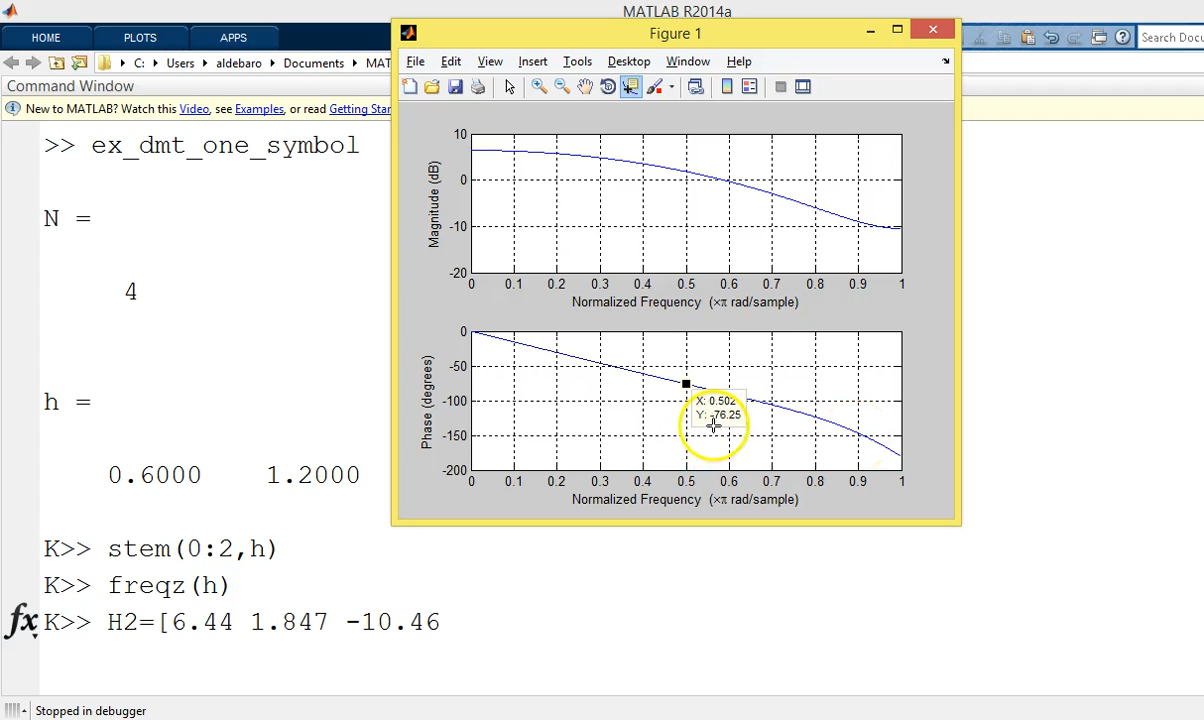 MATLAB R2014a
HOME PLOTS APPS
Search Docu
C: Users aldebaro Documents MAT
Command Window
New to MATLAB? Watch this Video, see Examples, or read Getting Star
>> ex_dmt_one_symbol
N =
4
h =
0.6000 1.2000
K>> stem(0:2,h)
K>> freqz(h)
fx K>> H2=[6.44 1.847 -10.46
Stopped in debugger
Figure 1
File Edit View Insert Tools Desktop Window Help
10
0
-10
-20
Magnitude (dB)
0 0.1 0.2 0.3 0.4 0.5 0.6 0.7 0.8 0.9 1
Normalized Frequency (×π rad/sample)
0
-50
-100
-150
-200
Phase (degrees)
X: 0.502
Y: -76.25
0 0.1 0.2 0.3 0.4 0.5 0.6 0.7 0.8 0.9 1
Normalized Frequency (×π rad/sample)